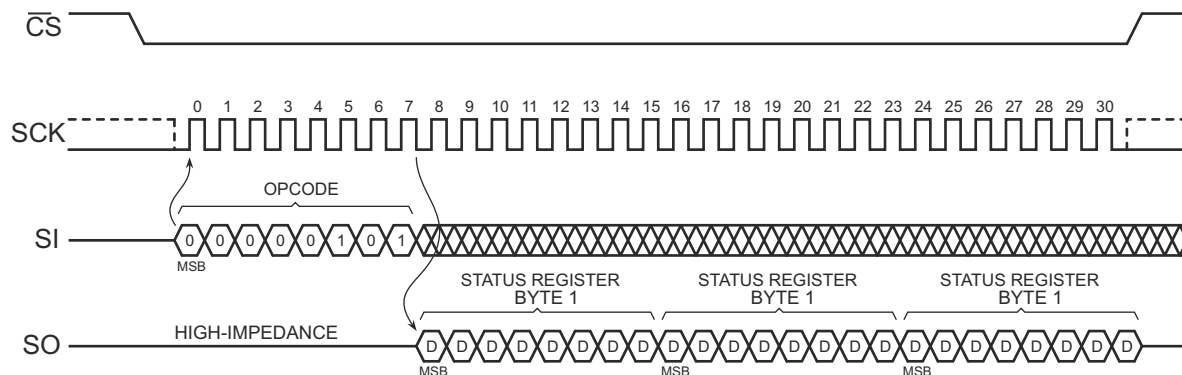 CS
SCK
0 1 2 3 4 5 6 7 8 9 10 11 12 13 14 15 16 17 18 19 20 21 22 23 24 25 26 27 28 29 30
OPCODE
SI
0 0 0 0 0 1 0 1
MSB
STATUS REGISTER
BYTE 1
STATUS REGISTER
BYTE 1
STATUS REGISTER
BYTE 1
HIGH-IMPEDANCE
SO
D D D D D D D D D D D D D D D D D D D D D D D D
MSB MSB MSB